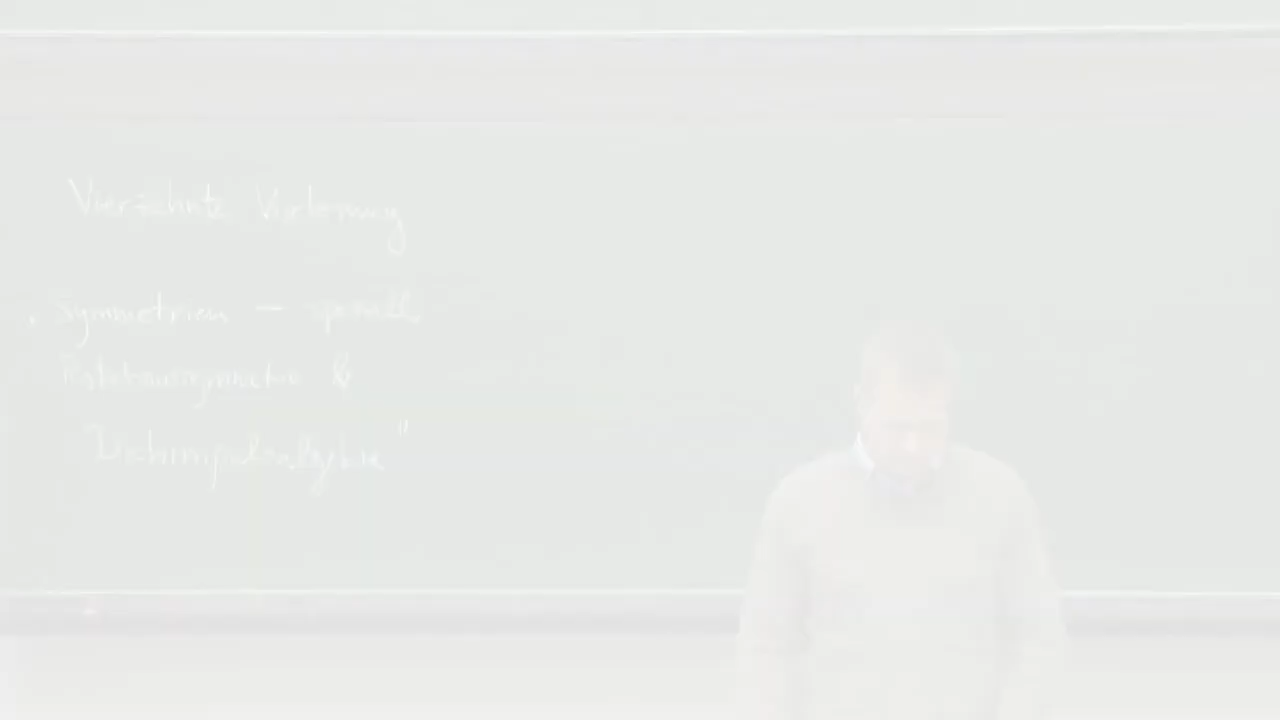 Vierzehnte Vorlesung
• Symmetrien – speziell
Rotationssymmetrie &
"Drehimpulsalgebra"